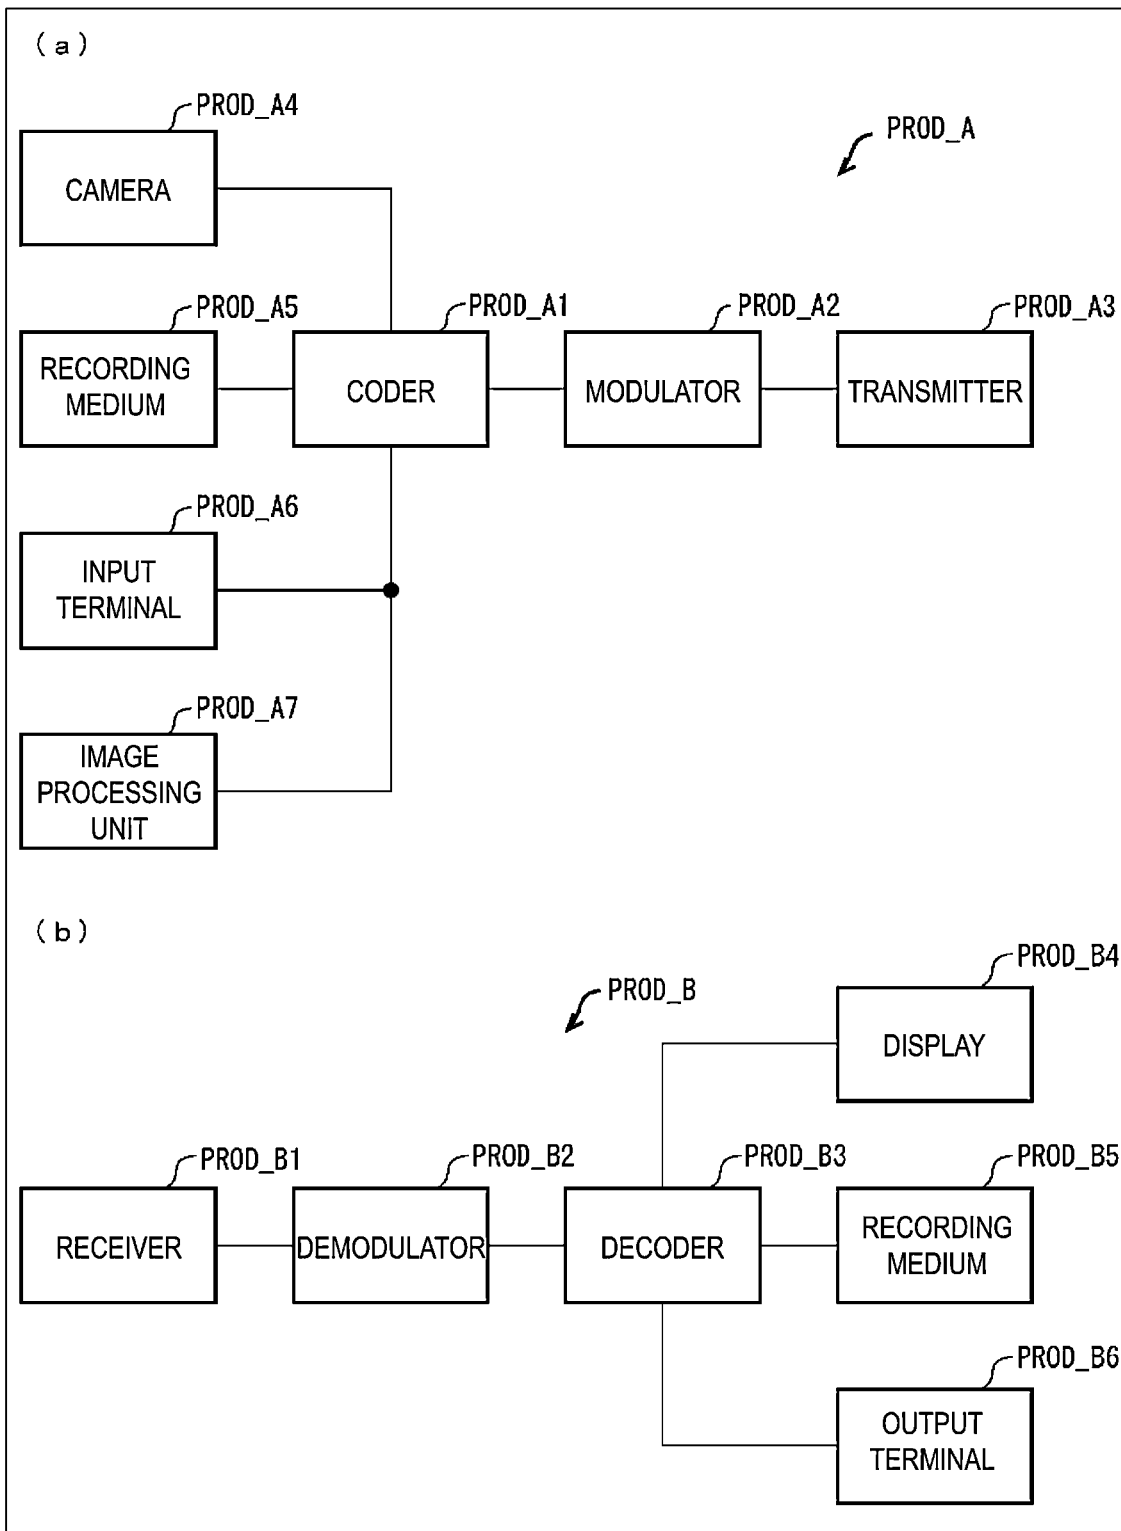 (a)
PROD_A4
CAMERA
PROD_A
PROD_A5
RECORDING
MEDIUM
PROD_A1
CODER
PROD_A2
MODULATOR
PROD_A3
TRANSMITTER
PROD_A6
INPUT
TERMINAL
PROD_A7
IMAGE
PROCESSING
UNIT
(b)
PROD_B4
DISPLAY
PROD_B
PROD_B1
RECEIVER
PROD_B2
DEMODULATOR
PROD_B3
DECODER
PROD_B5
RECORDING
MEDIUM
PROD_B6
OUTPUT
TERMINAL